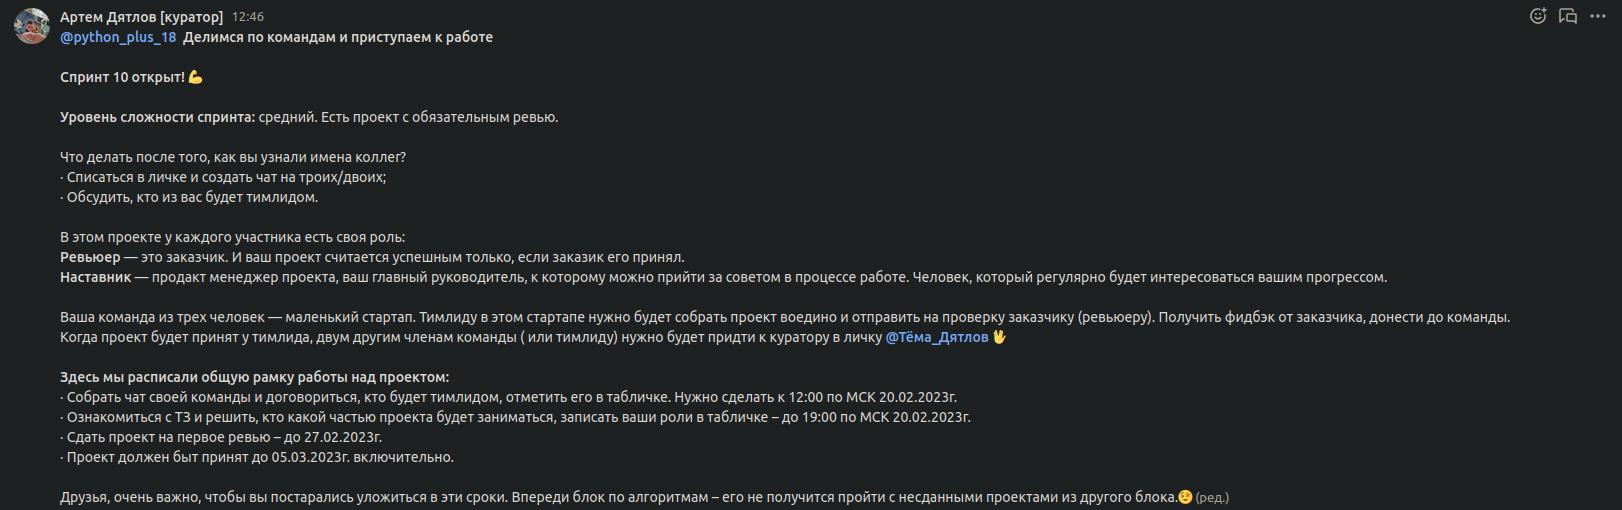 Артем Дятлов [куратор] 12:46
@python_plus_18 Делимся по командам и приступаем к работе
Спринт 10 открыт! 💪
Уровень сложности спринта: средний. Есть проект с обязательным ревью.
Что делать после того, как вы узнали имена коллег?
· Списаться в личке и создать чат на троих/двоих;
· Обсудить, кто из вас будет тимлидом.
В этом проекте у каждого участника есть своя роль:
Ревьюер — это заказчик. И ваш проект считается успешным только, если заказик его принял.
Наставник — продакт менеджер проекта, ваш главный руководитель, к которому можно прийти за советом в процессе работе. Человек, который регулярно будет интересоваться вашим прогрессом.
Ваша команда из трех человек — маленький стартап. Тимлиду в этом стартапе нужно будет собрать проект воедино и отправить на проверку заказчику (ревьюеру). Получить фидбэк от заказчика, донести до команды.
Когда проект будет принят у тимлида, двум другим членам команды ( или тимлиду) нужно будет придти к куратору в личку @Тёма_Дятлов 🖖
Здесь мы расписали общую рамку работы над проектом:
· Собрать чат своей команды и договориться, кто будет тимлидом, отметить его в табличке. Нужно сделать к 12:00 по МСК 20.02.2023г.
· Ознакомиться с ТЗ и решить, кто какой частью проекта будет заниматься, записать ваши роли в табличке – до 19:00 по МСК 20.02.2023г.
· Сдать проект на первое ревью – до 27.02.2023г.
· Проект должен быт принят до 05.03.2023г. включительно.
Друзья, очень важно, чтобы вы постарались уложиться в эти сроки. Впереди блок по алгоритмам – его не получится пройти с несданными проектами из другого блока.😉 (ред.)